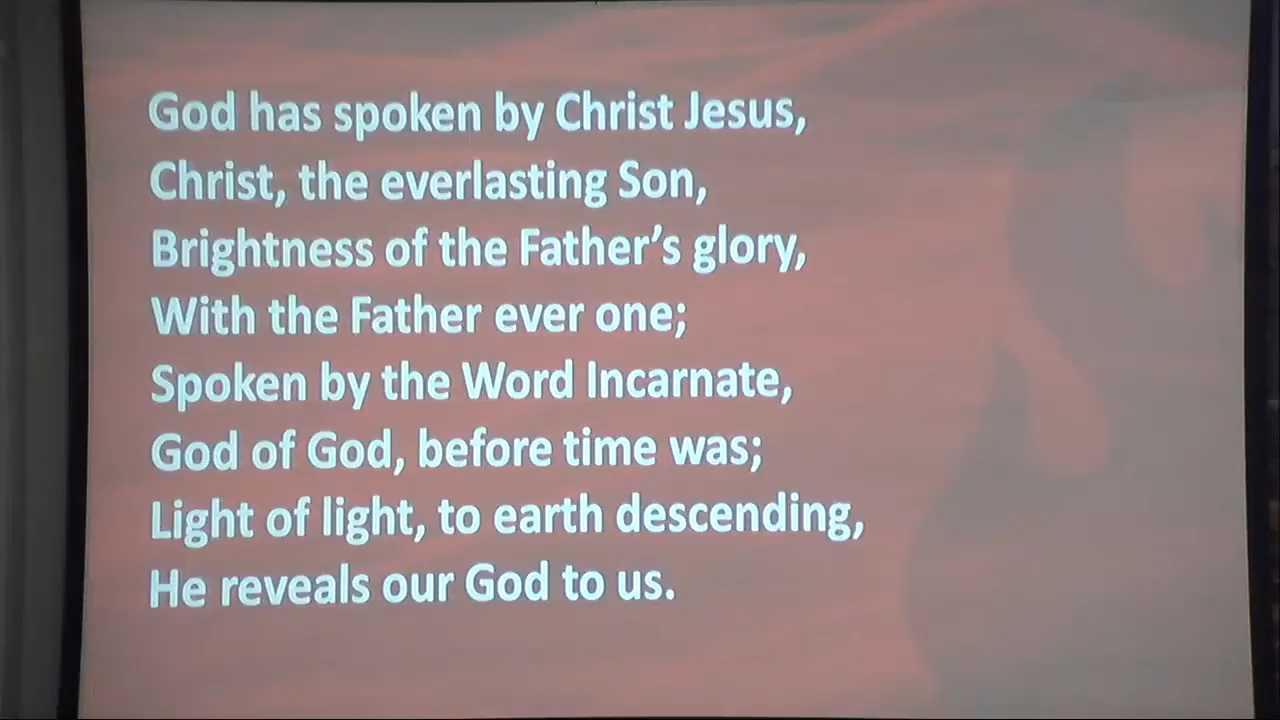 God has spoken by Christ Jesus,
Christ, the everlasting Son,
Brightness of the Father’s glory,
With the Father ever one;
Spoken by the Word Incarnate,
God of God, before time was;
Light of light, to earth descending,
He reveals our God to us.